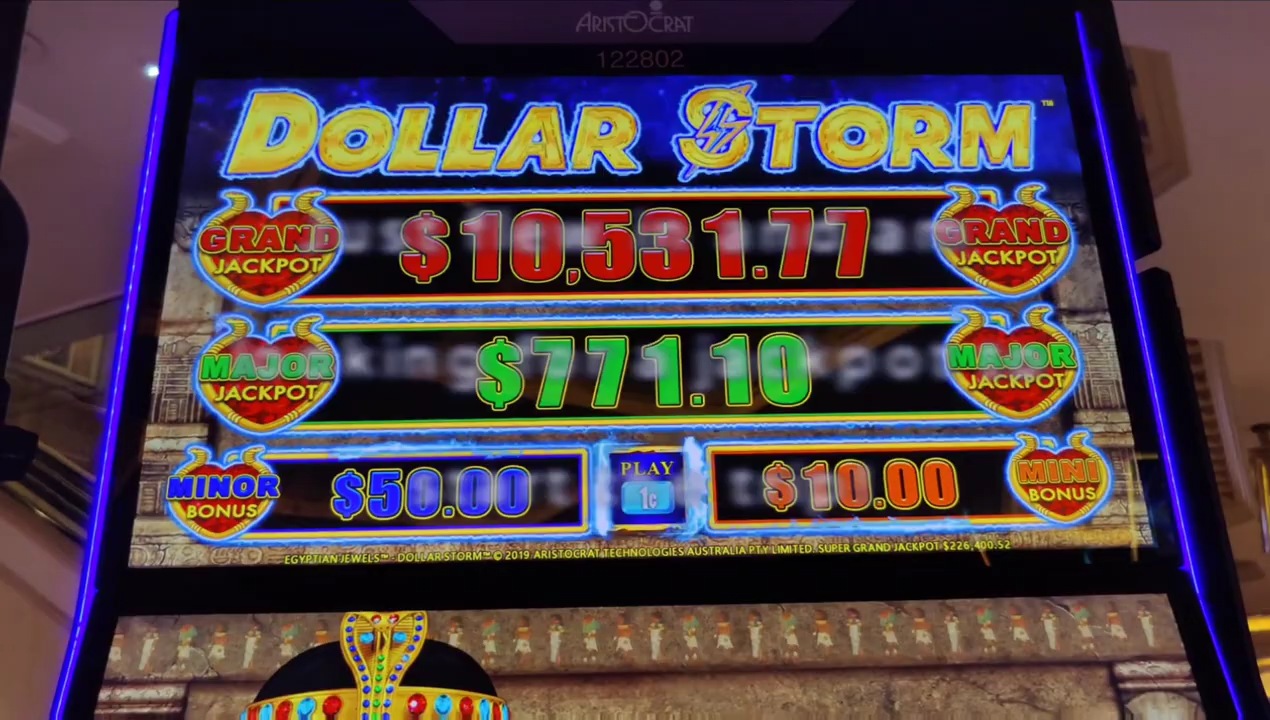 ARISTOCRAT
122802
DOLLAR STORM™
GRAND JACKPOT $10,531.77 GRAND JACKPOT
MAJOR JACKPOT $771.10 MAJOR JACKPOT
MINOR BONUS $50.00 PLAY 1¢ $10.00 MINI BONUS
EGYPTIAN JEWELS™ - DOLLAR STORM™ © 2019 ARISTOCRAT TECHNOLOGIES AUSTRALIA PTY LIMITED. SUPER GRAND JACKPOT $226,400.52